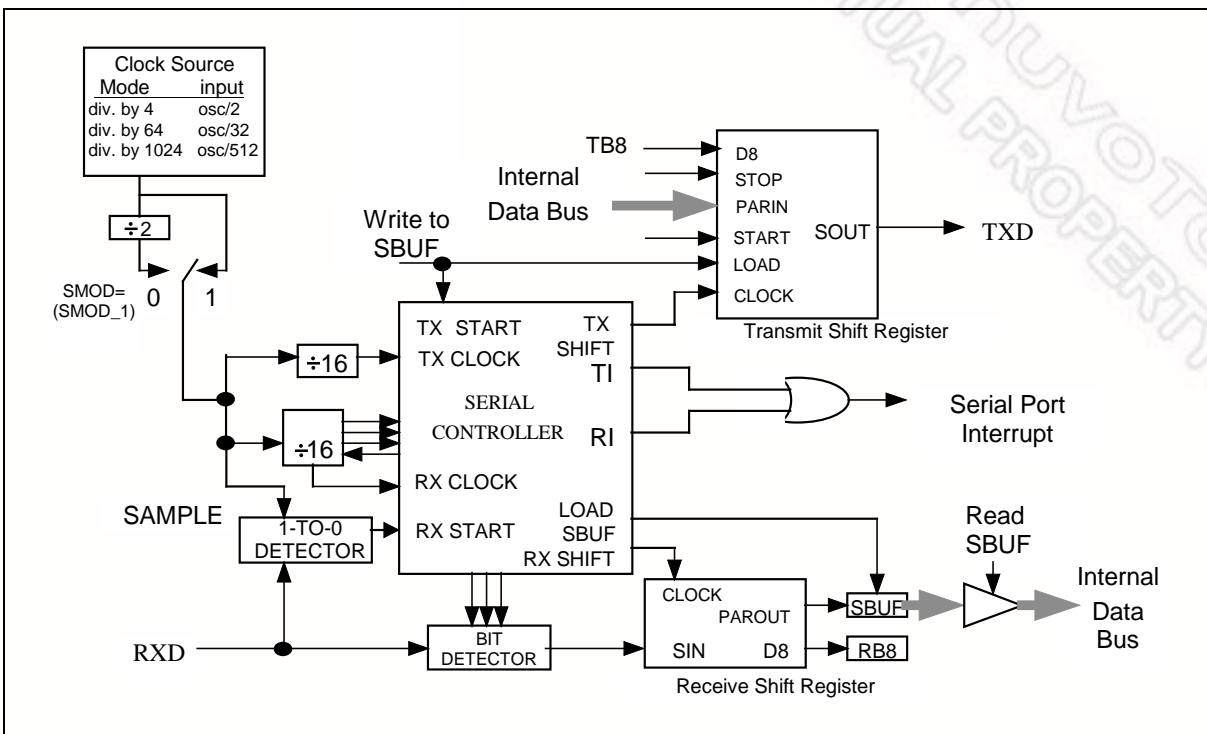 Clock Source
Mode input
div. by 4 osc/2
div. by 64 osc/32
div. by 1024 osc/512
÷2
SMOD=
(SMOD_1)
0
1
Write to
SBUF
TB8
Internal
Data Bus
D8
STOP
PARIN
START
LOAD
CLOCK
SOUT
TXD
Transmit Shift Register
÷16
÷16
TX START
TX CLOCK
SERIAL
CONTROLLER
RX CLOCK
RX START
TX
SHIFT
TI
RI
LOAD
SBUF
RX SHIFT
Serial Port
Interrupt
SAMPLE
1-TO-0
DETECTOR
RXD
BIT
DETECTOR
CLOCK
PAROUT
SIN D8
Receive Shift Register
SBUF
RB8
Read
SBUF
Internal
Data
Bus
nuvoTo
TUAL PROPERTY